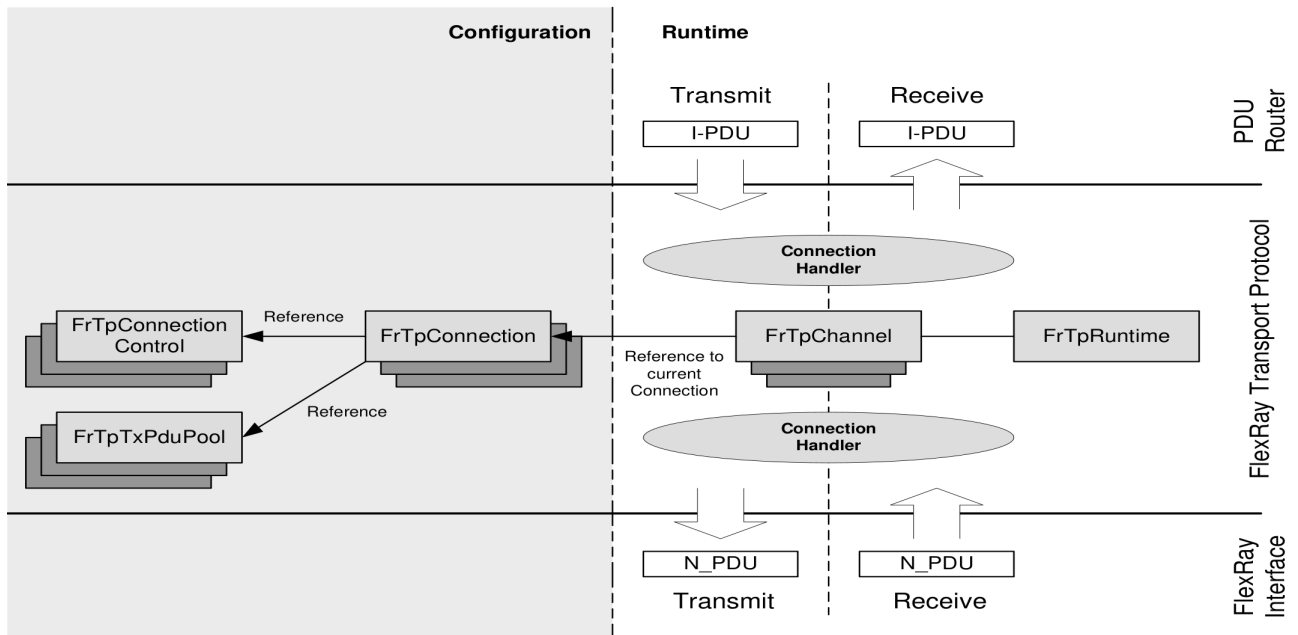 Configuration
Runtime
Transmit
Receive
I-PDU
I-PDU
PDU
Router
Connection
Handler
FrTpConnection
Control
Reference
FrTpConnection
Reference to
current
Connection
FrTpChannel
FrTpRuntime
FlexRay Transport Protocol
Reference
FrTpTxPduPool
Connection
Handler
N_PDU
N_PDU
Transmit
Receive
FlexRay
Interface